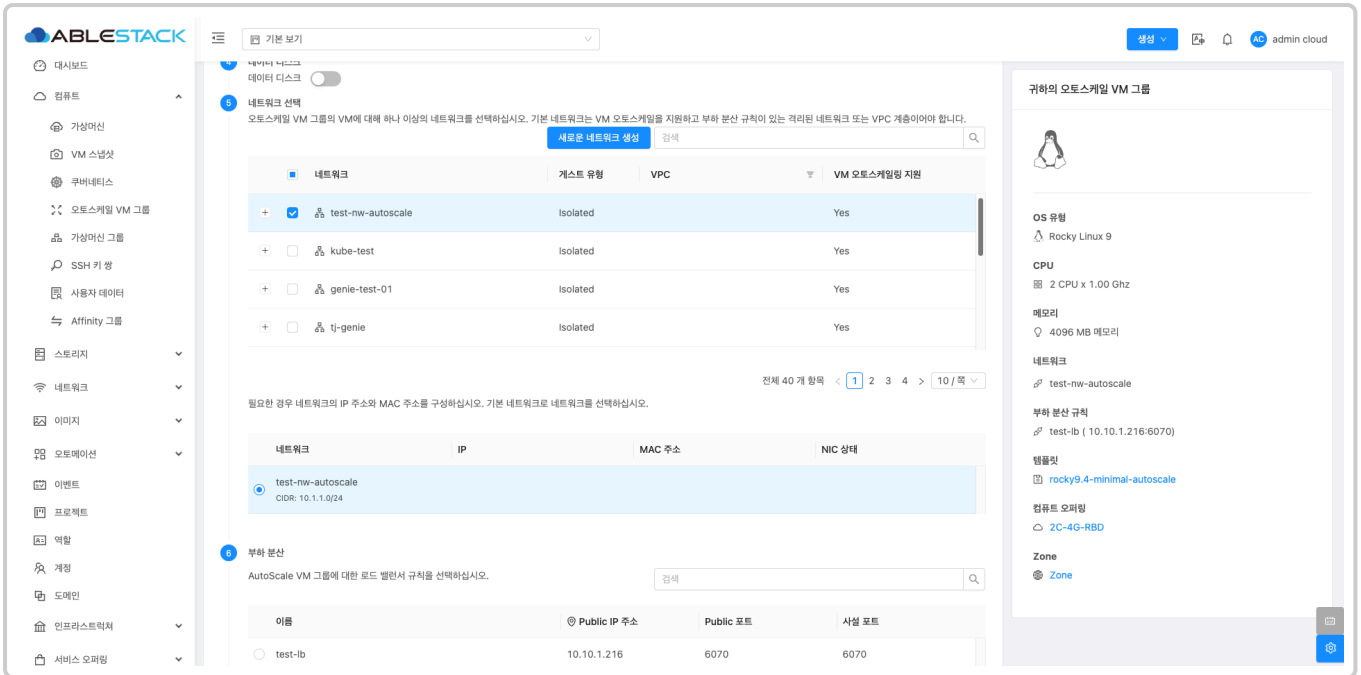 ABLESTACK
기본 보기
생성
AC
admin cloud
대시보드
컴퓨트
가상머신
VM 스냅샷
쿠버네티스
오토스케일 VM 그룹
가상머신 그룹
SSH 키 쌍
사용자 데이터
Affinity 그룹
스토리지
네트워크
이미지
오토메이션
이벤트
프로젝트
역할
계정
도메인
인프라스트럭쳐
서비스 오퍼링
4 데이터 디스크
데이터 디스크
5 네트워크 선택
오토스케일 VM 그룹의 VM에 대해 하나 이상의 네트워크를 선택하십시오. 기본 네트워크는 VM 오토스케일을 지원하고 부하 분산 규칙이 있는 격리된 네트워크 또는 VPC 계층이어야 합니다.
새로운 네트워크 생성 검색
네트워크 게스트 유형 VPC VM 오토스케일링 지원
test-nw-autoscale Isolated Yes
kube-test Isolated Yes
genie-test-01 Isolated Yes
tj-genie Isolated Yes
전체 40 개 항목 < 1 2 3 4 > 10 / 쪽
필요한 경우 네트워크의 IP 주소와 MAC 주소를 구성하십시오. 기본 네트워크로 네트워크를 선택하십시오.
네트워크 IP MAC 주소 NIC 상태
test-nw-autoscale
CIDR: 10.1.1.0/24
6 부하 분산
AutoScale VM 그룹에 대한 로드 밸런서 규칙을 선택하십시오.
검색
이름 Public IP 주소 Public 포트 사설 포트
test-lb 10.10.1.216 6070 6070
귀하의 오토스케일 VM 그룹
OS 유형
Rocky Linux 9
CPU
2 CPU x 1.00 Ghz
메모리
4096 MB 메모리
네트워크
test-nw-autoscale
부하 분산 규칙
test-lb ( 10.10.1.216:6070)
템플릿
rocky9.4-minimal-autoscale
컴퓨트 오퍼링
2C-4G-RBD
Zone
Zone